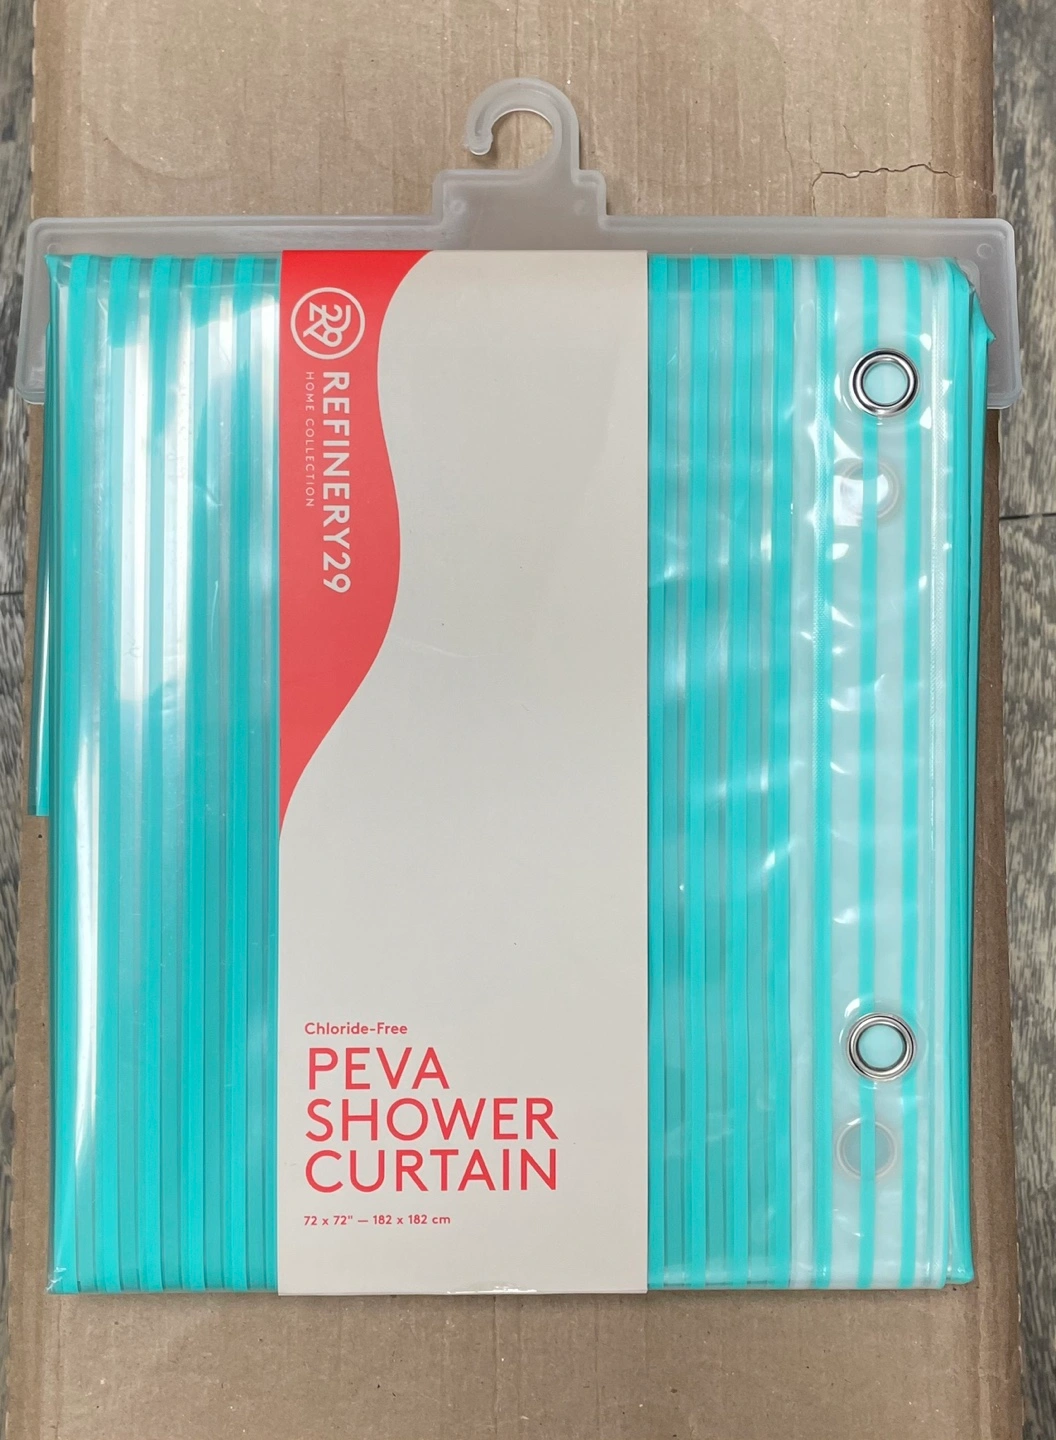 R29
REFINERY29
HOME COLLECTION
Chloride-Free
PEVA
SHOWER
CURTAIN
72 x 72" — 182 x 182 cm